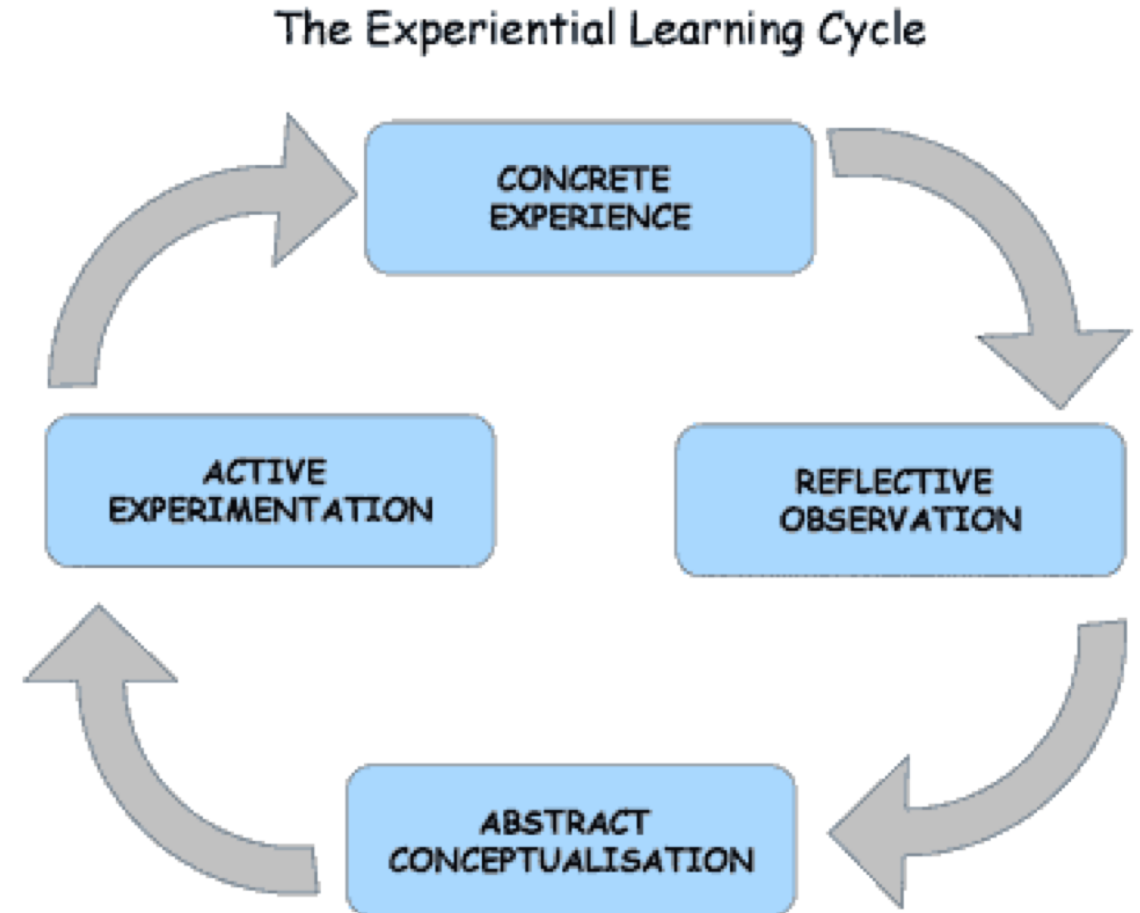 The Experiential Learning Cycle
CONCRETE
EXPERIENCE
REFLECTIVE
OBSERVATION
ABSTRACT
CONCEPTUALISATION
ACTIVE
EXPERIMENTATION